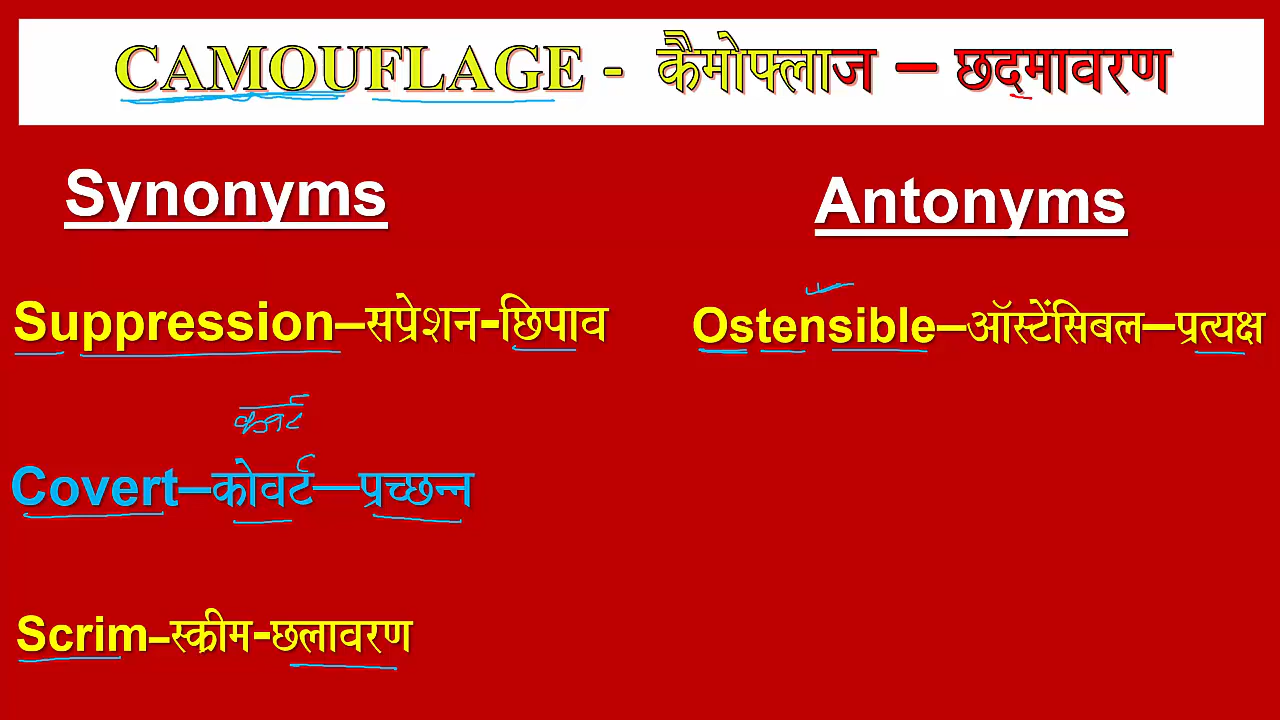 CAMOUFLAGE - कैमोफ्लाज – छद्मावरण
Synonyms
Antonyms
Suppression–सप्रेशन-छिपाव
Ostensible–ऑस्टेंसिबल–प्रत्यक्ष
Covert–कोवर्ट–प्रच्छन्न
Scrim–स्क्रीम-छलावरण